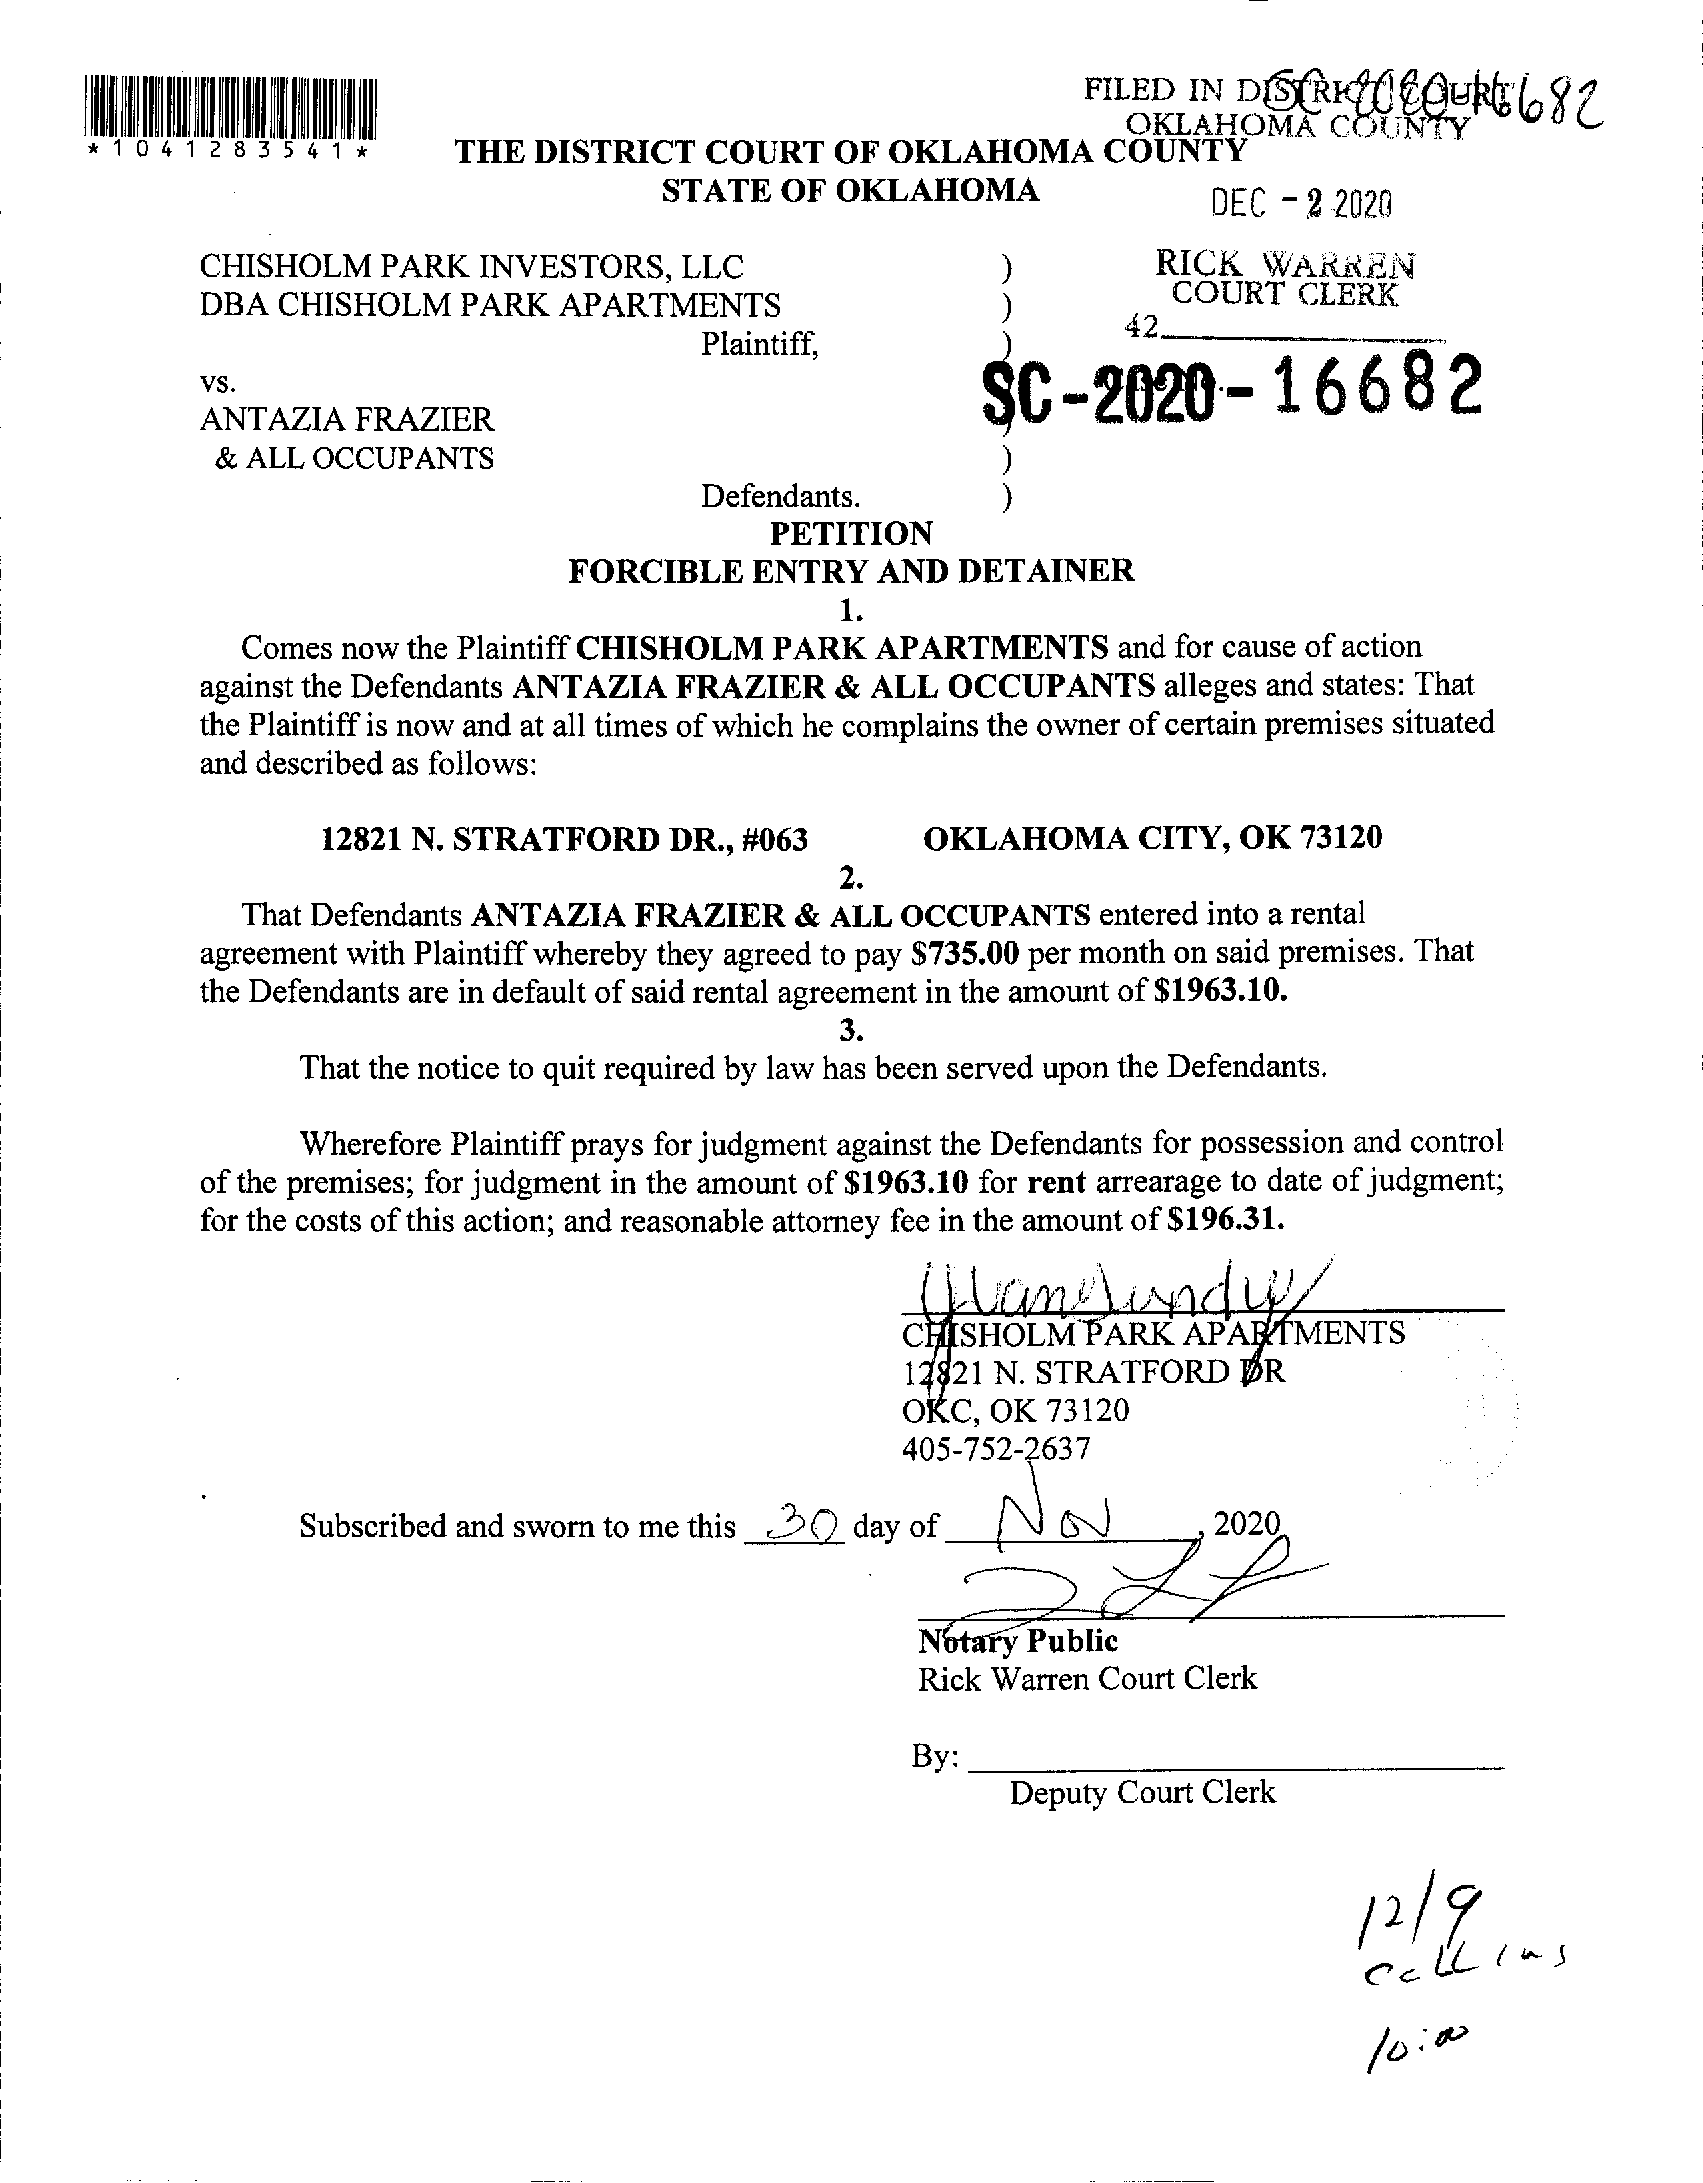 FILED IN DISTRICT COURT
OKLAHOMA COUNTY
*1041283541*
THE DISTRICT COURT OF OKLAHOMA COUNTY
STATE OF OKLAHOMA
DEC - 2 2020
CHISHOLM PARK INVESTORS, LLC )
DBA CHISHOLM PARK APARTMENTS )
Plaintiff, )
RICK WARREN
COURT CLERK
42
vs.
SC-2020-16682
ANTAZIA FRAZIER )
& ALL OCCUPANTS )
Defendants. )
PETITION
FORCIBLE ENTRY AND DETAINER
1.
Comes now the Plaintiff CHISHOLM PARK APARTMENTS and for cause of action
against the Defendants ANTAZIA FRAZIER & ALL OCCUPANTS alleges and states: That
the Plaintiff is now and at all times of which he complains the owner of certain premises situated
and described as follows:
12821 N. STRATFORD DR., #063 OKLAHOMA CITY, OK 73120
2.
That Defendants ANTAZIA FRAZIER & ALL OCCUPANTS entered into a rental
agreement with Plaintiff whereby they agreed to pay $735.00 per month on said premises. That
the Defendants are in default of said rental agreement in the amount of $1963.10.
3.
That the notice to quit required by law has been served upon the Defendants.
Wherefore Plaintiff prays for judgment against the Defendants for possession and control
of the premises; for judgment in the amount of $1963.10 for rent arrearage to date of judgment;
for the costs of this action; and reasonable attorney fee in the amount of $196.31.
CHISHOLM PARK APARTMENTS
12821 N. STRATFORD DR
OKC, OK 73120
405-752-2637
Subscribed and sworn to me this 30 day of Nov, 2020
Notary Public
Rick Warren Court Clerk
By:
Deputy Court Clerk
12/9
Collins
10:00